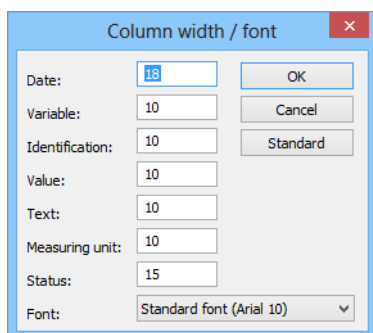 Column width / font
×
Date: 18 OK
Variable: 10 Cancel
Identification: 10 Standard
Value: 10
Text: 10
Measuring unit: 10
Status: 15
Font: Standard font (Arial 10)